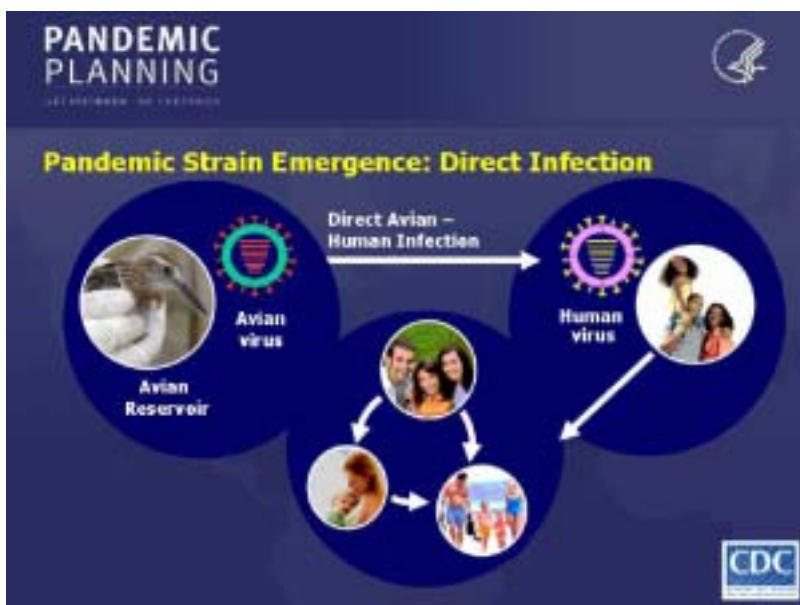 PANDEMIC
PLANNING
Pandemic Strain Emergence: Direct Infection
Direct Avian –
Human Infection
Avian
virus
Human
virus
Avian
Reservoir
CDC